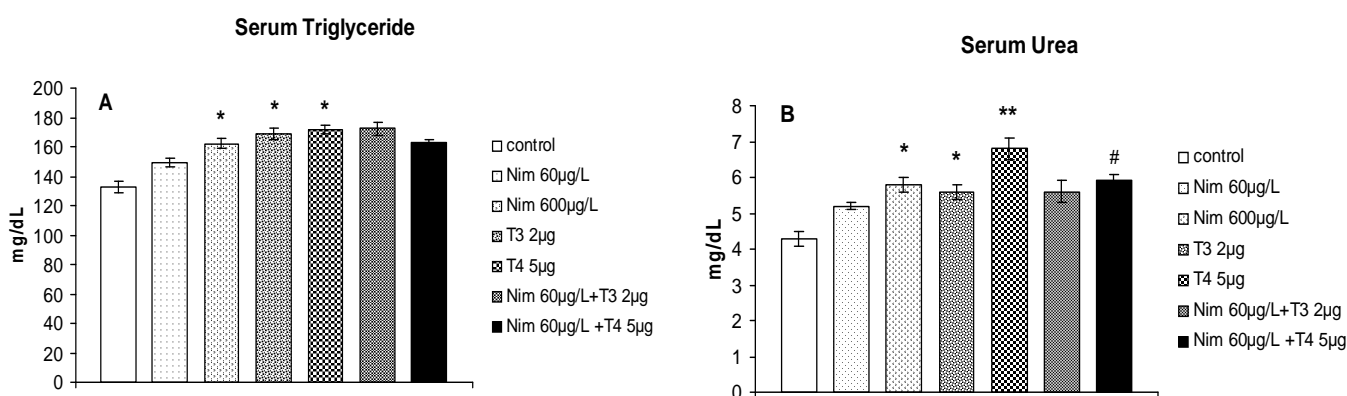 Serum Triglyceride
A
mg/dL
200
180
160
140
120
100
80
60
40
20
0
*
*
*
control
Nim 60µg/L
Nim 600µg/L
T3 2µg
T4 5µg
Nim 60µg/L+T3 2µg
Nim 60µg/L +T4 5µg
Serum Urea
B
mg/dL
8
7
6
5
4
3
2
1
0
*
*
**
#
control
Nim 60µg/L
Nim 600µg/L
T3 2µg
T4 5µg
Nim 60µg/L+T3 2µg
Nim 60µg/L +T4 5µg